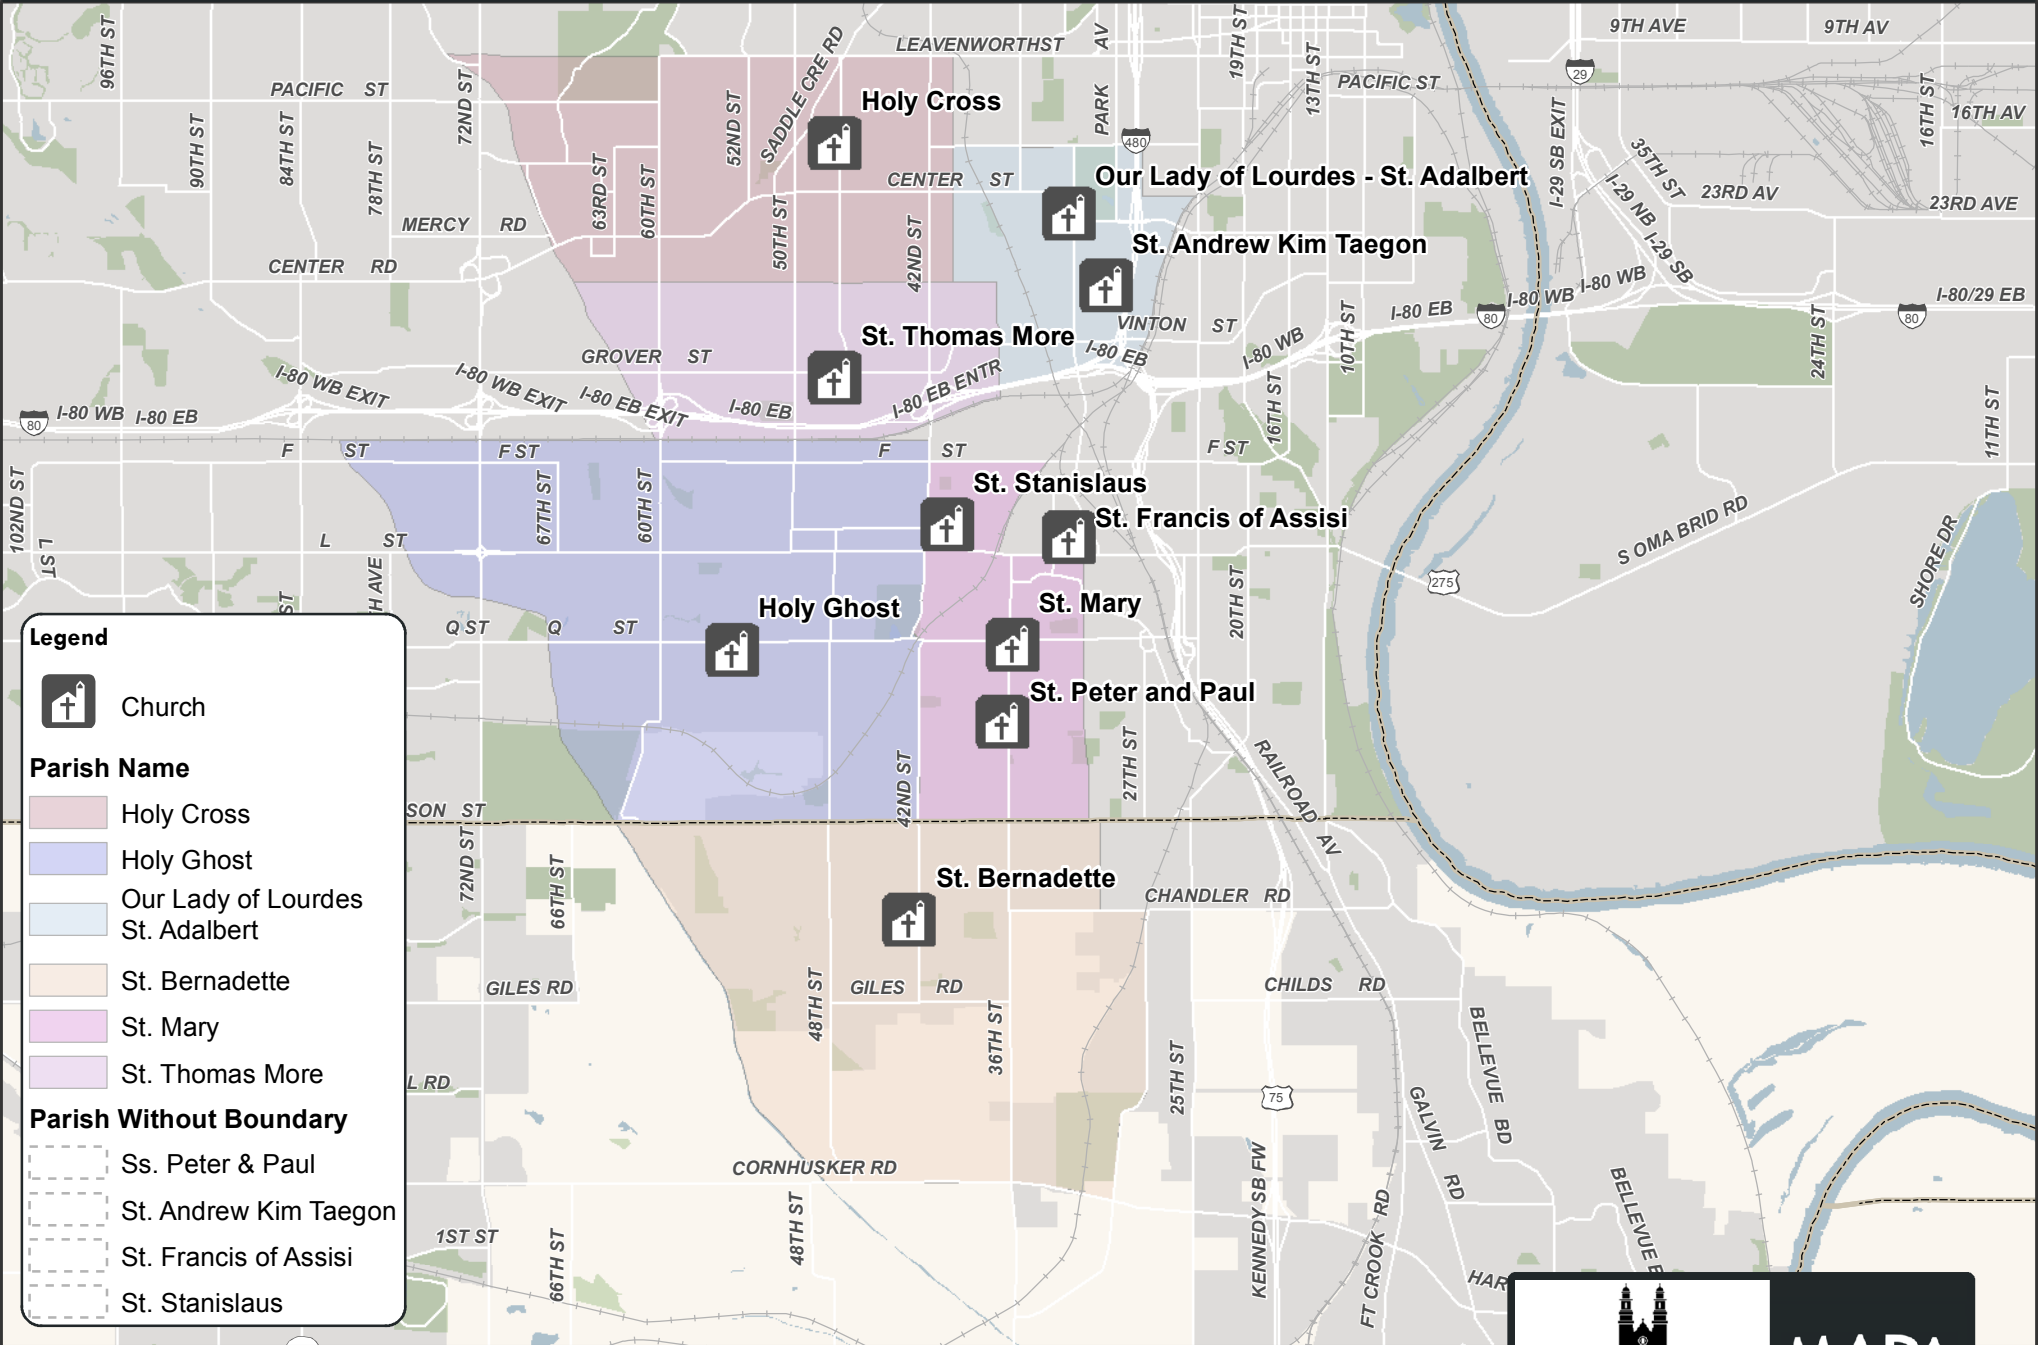 96TH ST
LEAVENWORTHST
PARK AV
19TH ST
9TH AVE
9TH AV
PACIFIC ST
72ND ST
52ND ST
SADDLE CRE RD
Holy Cross
13TH ST
PACIFIC ST
29
I-29 SB EXIT
16TH ST
16TH AV
90TH ST
84TH ST
78TH ST
63RD ST
60TH ST
50TH ST
CENTER ST
42ND ST
480
Our Lady of Lourdes - St. Adalbert
35TH ST
I-29 NB
I-29 SB
23RD AV
23RD AVE
MERCY RD
St. Andrew Kim Taegon
CENTER RD
I-80 WB
I-80 WB
I-80/29 EB
I-80 EB
80
80
VINTON ST
10TH ST
24TH ST
St. Thomas More
GROVER ST
I-80 EB
I-80 WB
I-80 WB EXIT
I-80 WB EXIT
I-80 EB EXIT
I-80 EB
I-80 EB ENTR
16TH ST
11TH ST
80
I-80 WB
I-80 EB
F ST
F ST
F ST
F ST
102ND ST
67TH ST
60TH ST
St. Stanislaus
St. Francis of Assisi
S OMA BRID RD
SHORE DR
L ST
L ST
275
ST
H AVE
20TH ST
Holy Ghost
St. Mary
Q ST
Q ST
St. Peter and Paul
42ND ST
27TH ST
RAILROAD AV
SON ST
72ND ST
66TH ST
St. Bernadette
CHANDLER RD
GILES RD
48TH ST
GILES RD
36TH ST
CHILDS RD
BELLEVUE BD
25TH ST
75
L RD
GALVIN RD
CORNHUSKER RD
KENNEDY SB FW
FT CROOK RD
BELLEVUE B
1ST ST
66TH ST
48TH ST
HAR
Legend
Church
Parish Name
Holy Cross
Holy Ghost
Our Lady of Lourdes
St. Adalbert
St. Bernadette
St. Mary
St. Thomas More
Parish Without Boundary
Ss. Peter & Paul
St. Andrew Kim Taegon
St. Francis of Assisi
St. Stanislaus
MAPA